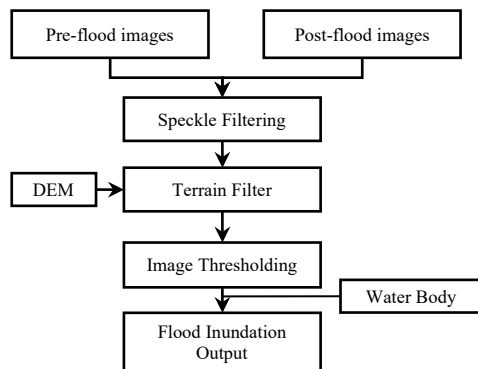 Pre-flood images
Post-flood images
Speckle Filtering
DEM
Terrain Filter
Image Thresholding
Water Body
Flood Inundation
Output